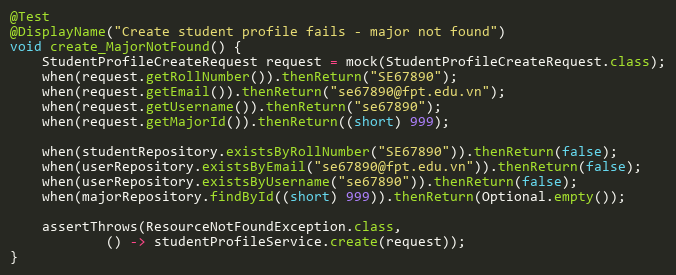 @Test
@DisplayName("Create student profile fails - major not found")
void create_MajorNotFound() {
    StudentProfileCreateRequest request = mock(StudentProfileCreateRequest.class);
    when(request.getRollNumber()).thenReturn("SE67890");
    when(request.getEmail()).thenReturn("se67890@fpt.edu.vn");
    when(request.getUsername()).thenReturn("se67890");
    when(request.getMajorId()).thenReturn((short) 999);

    when(studentRepository.existsByRollNumber("SE67890")).thenReturn(false);
    when(userRepository.existsByEmail("se67890@fpt.edu.vn")).thenReturn(false);
    when(userRepository.existsByUsername("se67890")).thenReturn(false);
    when(majorRepository.findById((short) 999)).thenReturn(Optional.empty());

    assertThrows(ResourceNotFoundException.class,
            () -> studentProfileService.create(request));
}